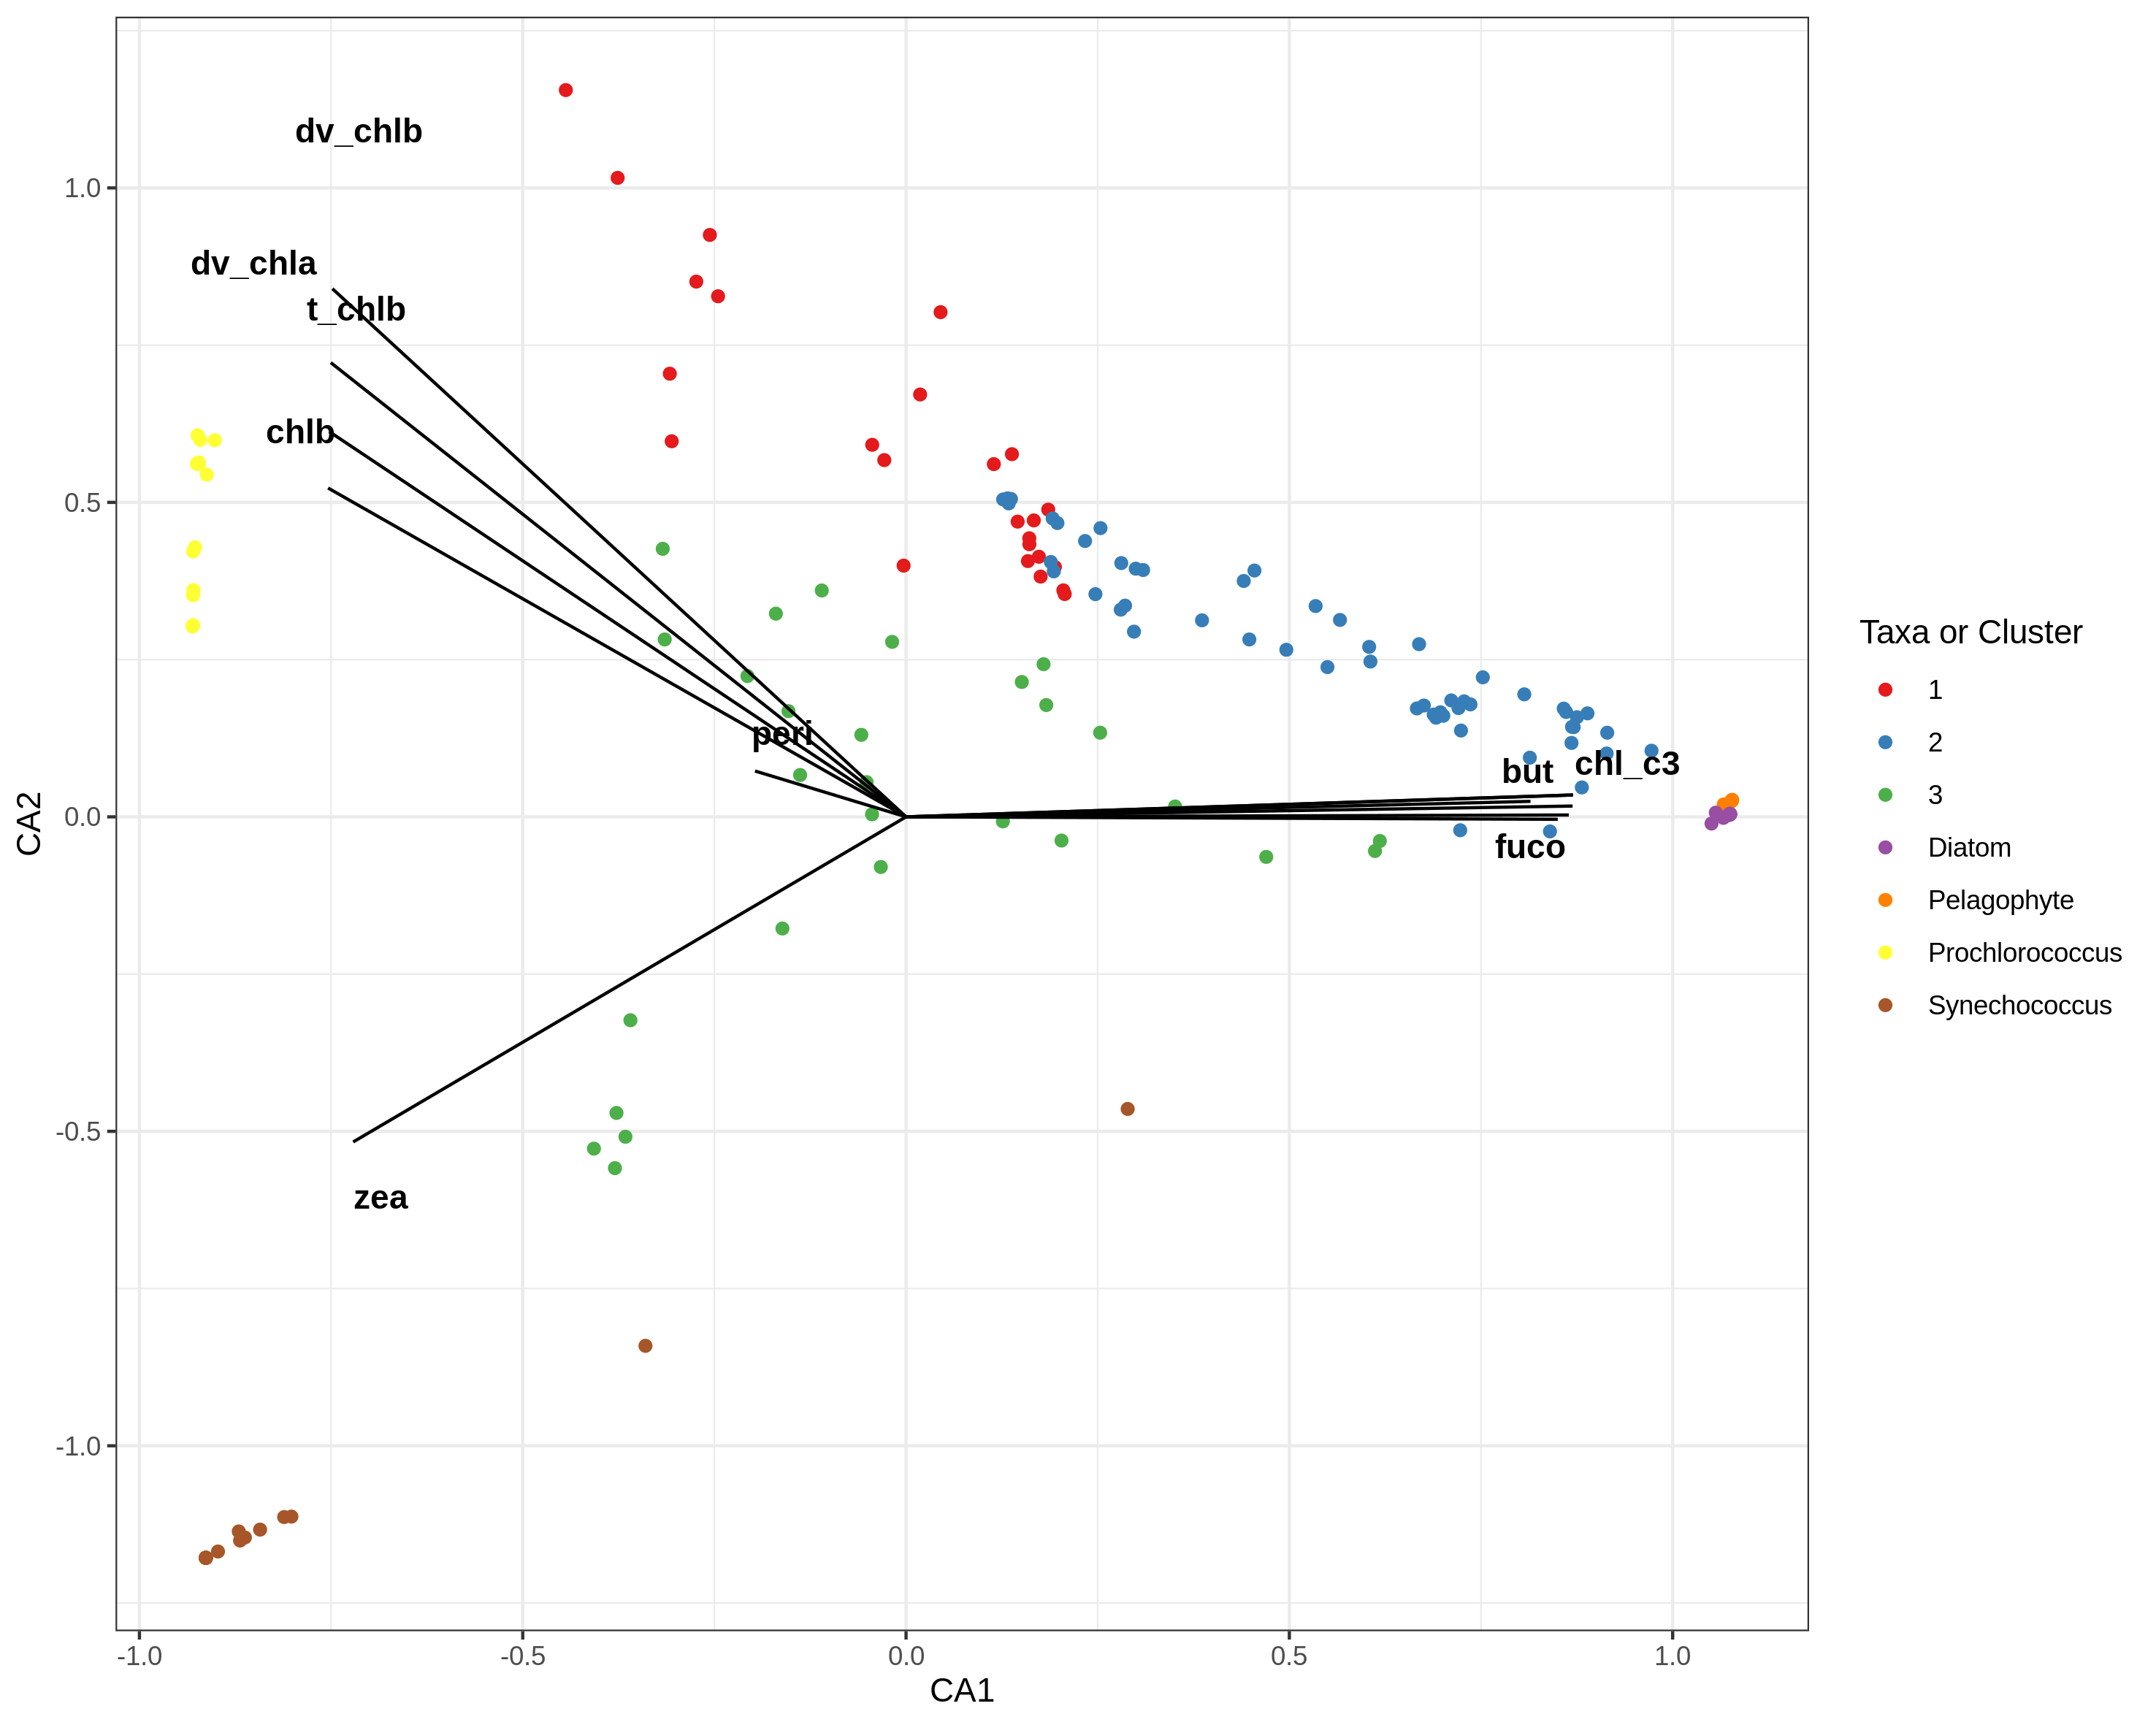 dv_chlb
1.0
dv_chla
t_chlb
chlb
0.5
peri
but
chl_c3
0.0
fuco
-0.5
zea
-1.0
-1.0
-0.5
0.0
0.5
1.0
CA1
CA2
Taxa or Cluster
1
2
3
Diatom
Pelagophyte
Prochlorococcus
Synechococcus